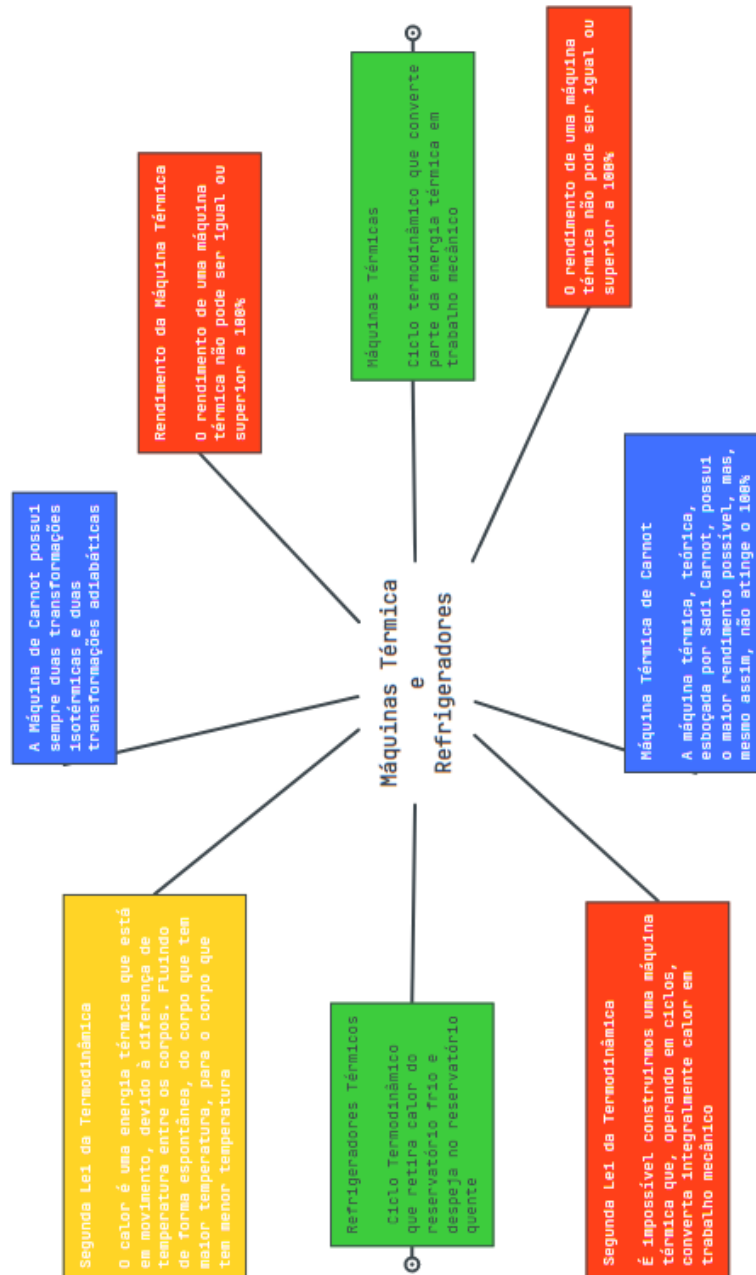 Máquinas Térmica
e
Refrigeradores
Segunda Lei da Termodinâmica
O calor é uma energia térmica que está
em movimento, devido à diferença de
temperatura entre os corpos. Fluindo
de forma espontânea, do corpo que tem
maior temperatura, para o corpo que
tem menor temperatura
A Máquina de Carnot possui
sempre duas transformações
isotérmicas e duas
transformações adiabáticas
Rendimento da Máquina Térmica
O rendimento de uma máquina
térmica não pode ser igual ou
superior a 100%
Refrigeradores Térmicos
Ciclo Termodinâmico
que retira calor do
reservatório frio e
despeja no reservatório
quente
Máquinas Térmicas
Ciclo termodinâmico que converte
parte da energia térmica em
trabalho mecânico
Segunda Lei da Termodinâmica
É impossível construirmos uma máquina
térmica que, operando em ciclos,
converta integralmente calor em
trabalho mecânico
Máquina Térmica de Carnot
A máquina térmica, teórica,
esboçada por Sadi Carnot, possui
o maior rendimento possível, mas,
mesmo assim, não atinge o 100%
O rendimento de uma máquina
térmica não pode ser igual ou
superior a 100%